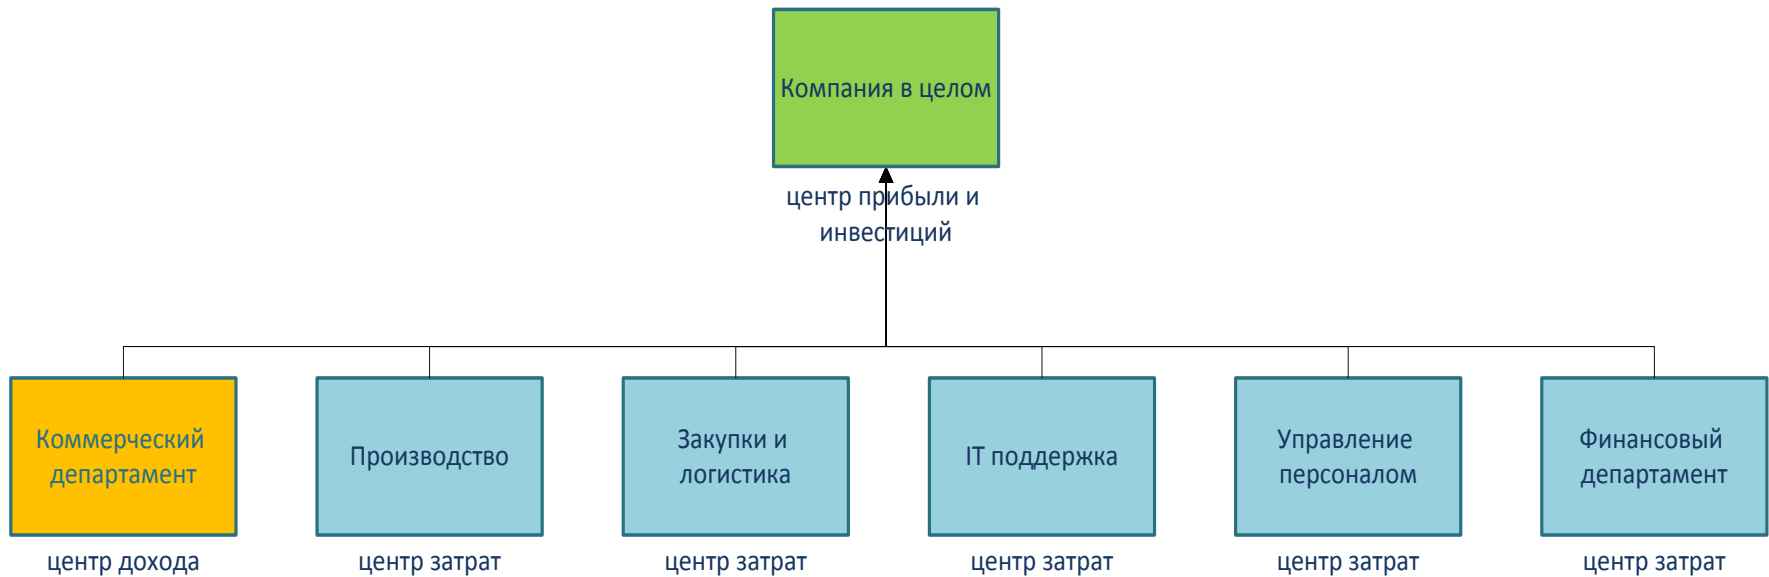 Компания в целом
центр прибыли и
инвестиций
Коммерческий
департамент
центр дохода
Производство
центр затрат
Закупки и
логистика
центр затрат
IT поддержка
центр затрат
Управление
персоналом
центр затрат
Финансовый
департамент
центр затрат